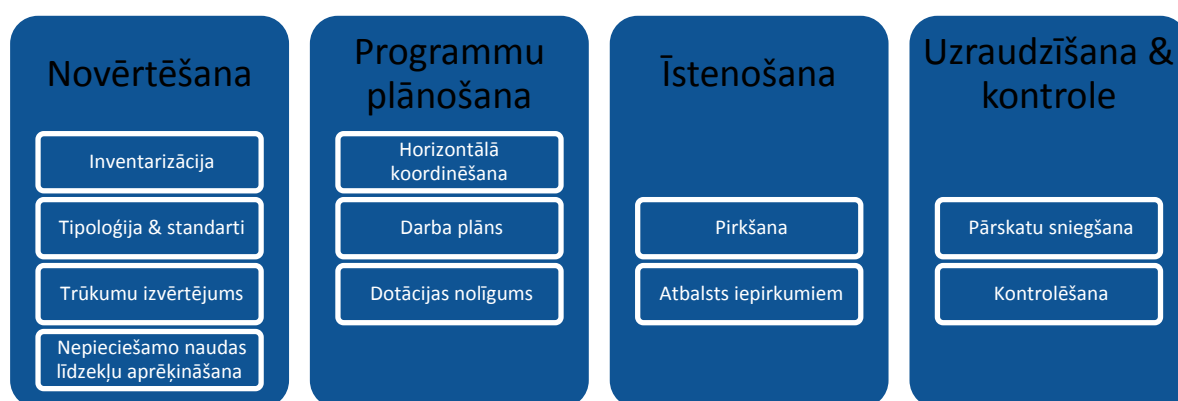 Novērtēšana
Inventarizācija
Tipoloģija & standarti
Trūkumu izvērtējums
Nepieciešamo naudas
līdzekļu aprēķināšana
Programmu
plānošana
Horizontālā
koordinēšana
Darba plāns
Dotācijas nolīgums
Īstenošana
Pirkšana
Atbalsts iepirkumiem
Uzraudzīšana &
kontrole
Pārskatu sniegšana
Kontrolēšana